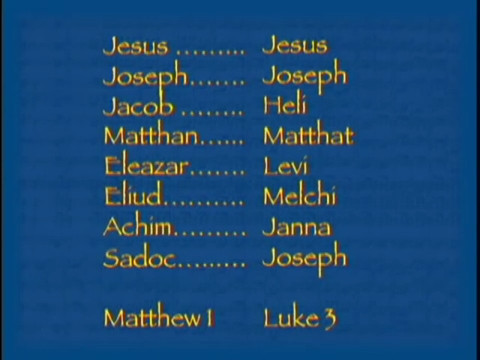 Jesus ......... Jesus
Joseph....... Joseph
Jacob ........ Heli
Matthan...... Matthat
Eleazar....... Levi
Eliud.......... Melchi
Achim......... Janna
Sadoc......... Joseph
Matthew 1 Luke 3